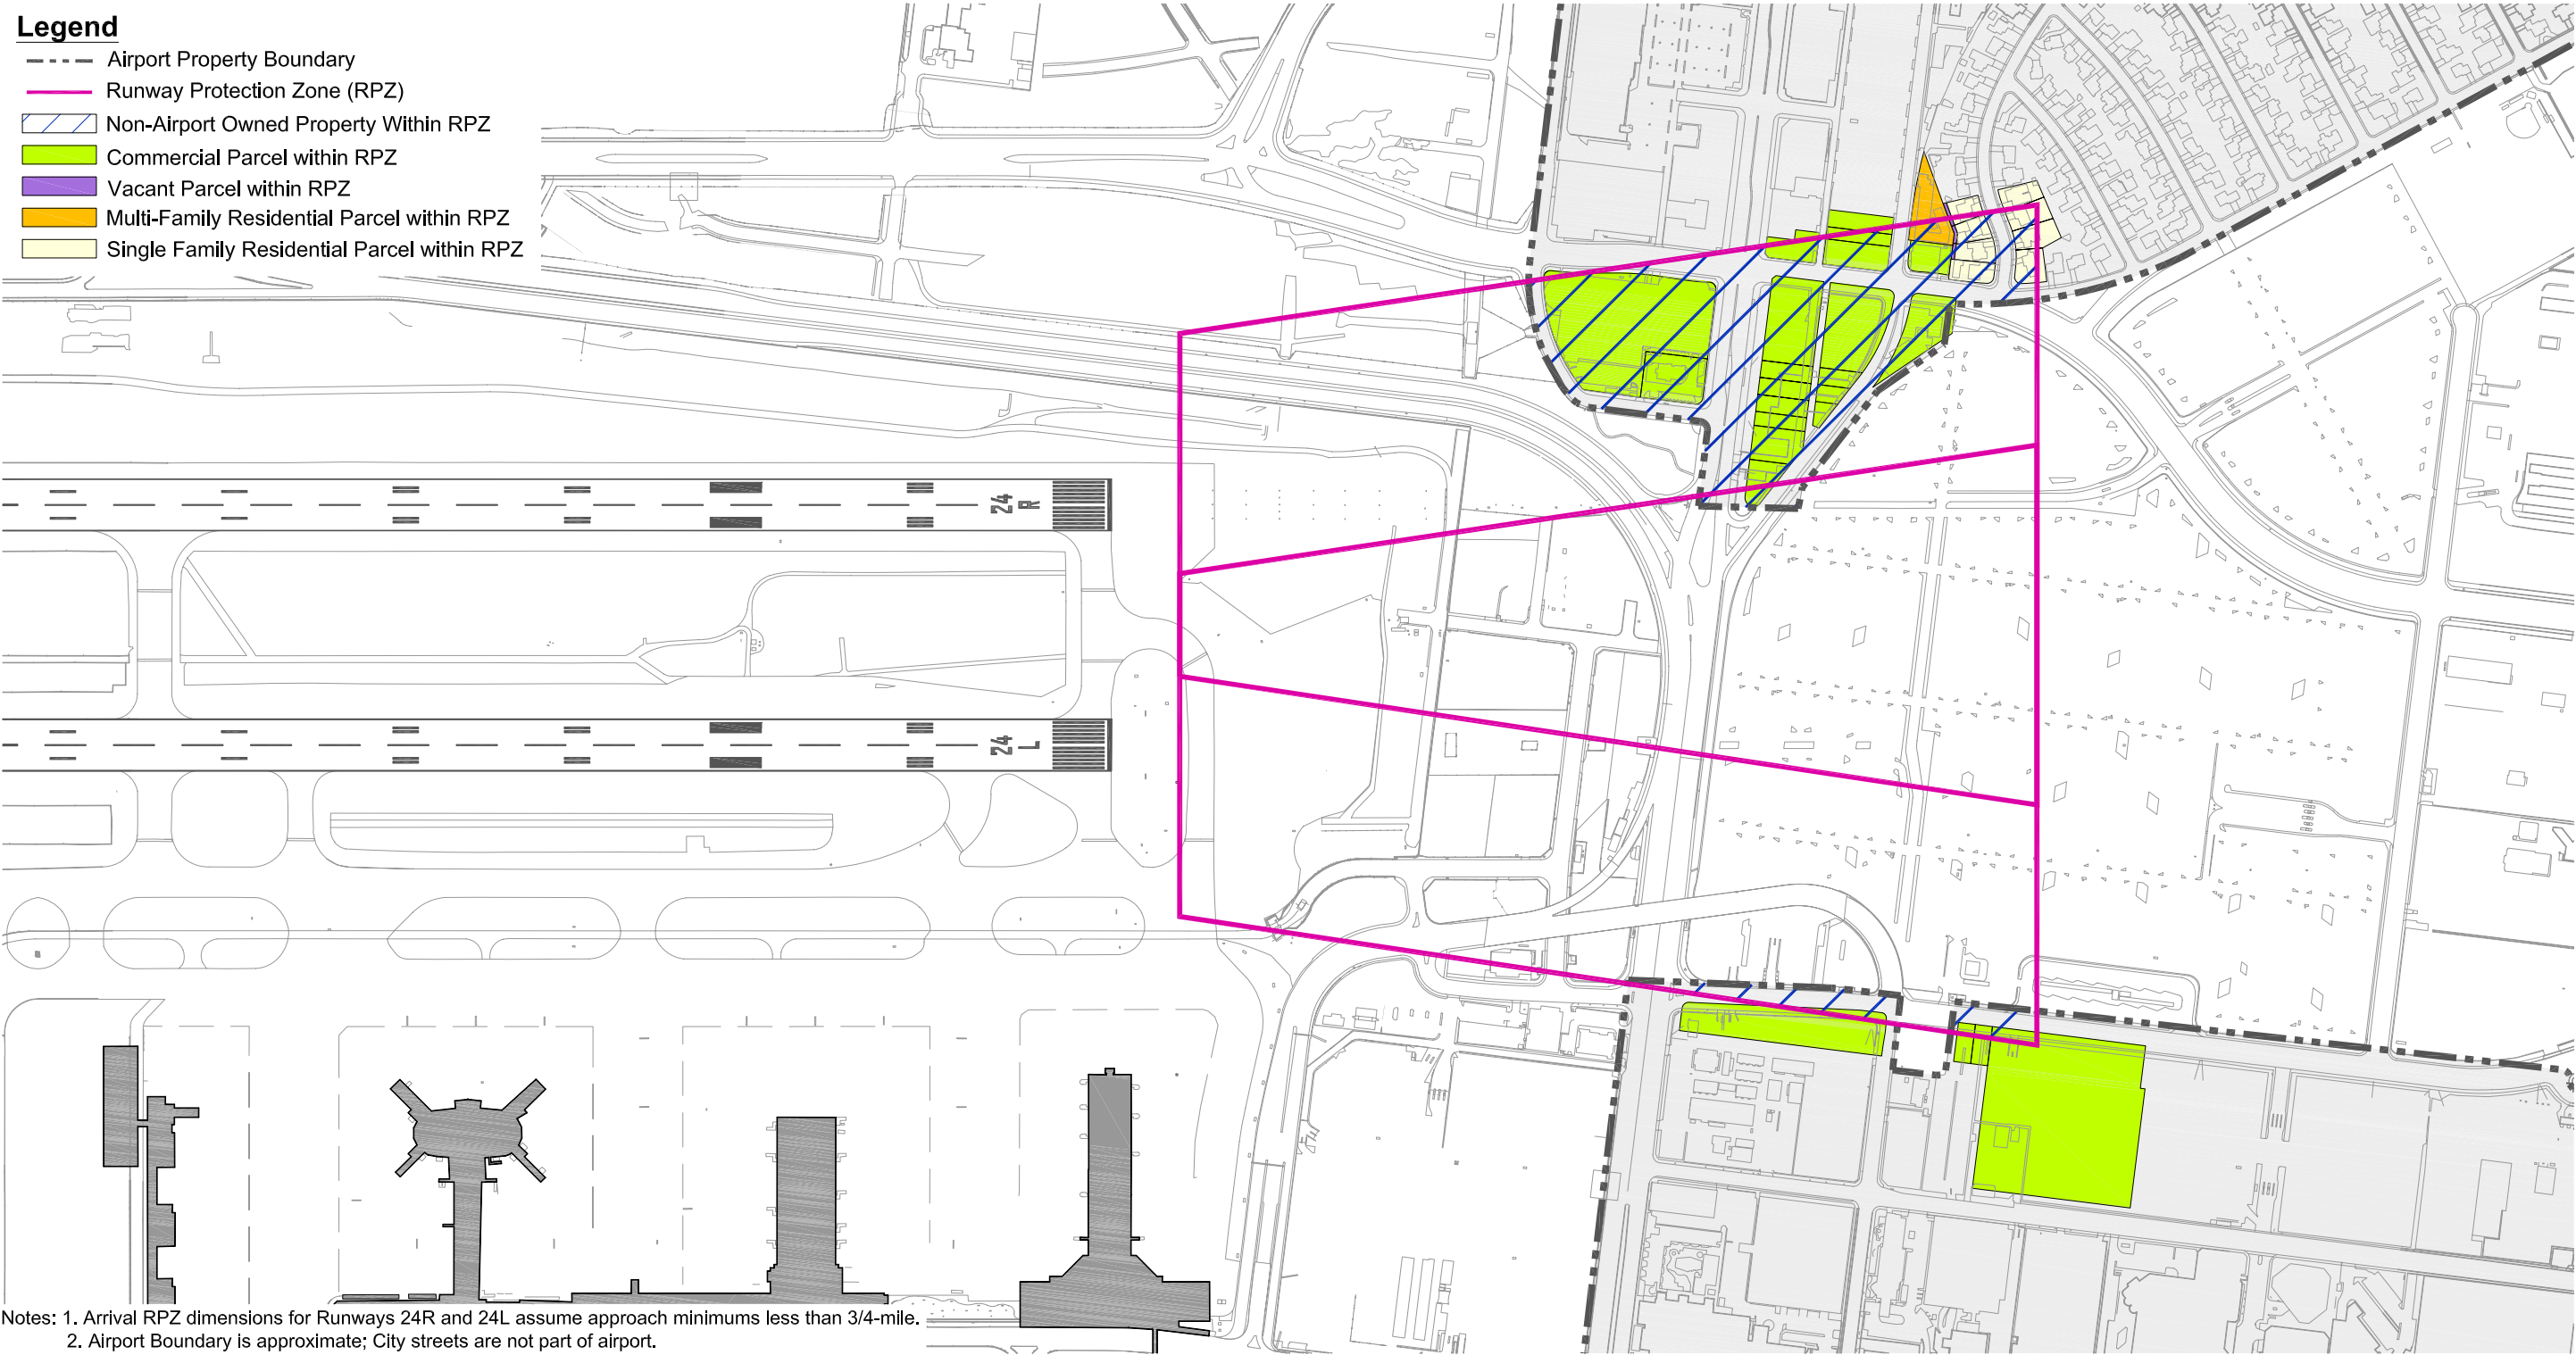 Legend
Airport Property Boundary
Runway Protection Zone (RPZ)
Non-Airport Owned Property Within RPZ
Commercial Parcel within RPZ
Vacant Parcel within RPZ
Multi-Family Residential Parcel within RPZ
Single Family Residential Parcel within RPZ
24
R
24
L
Notes: 1. Arrival RPZ dimensions for Runways 24R and 24L assume approach minimums less than 3/4-mile.
2. Airport Boundary is approximate; City streets are not part of airport.